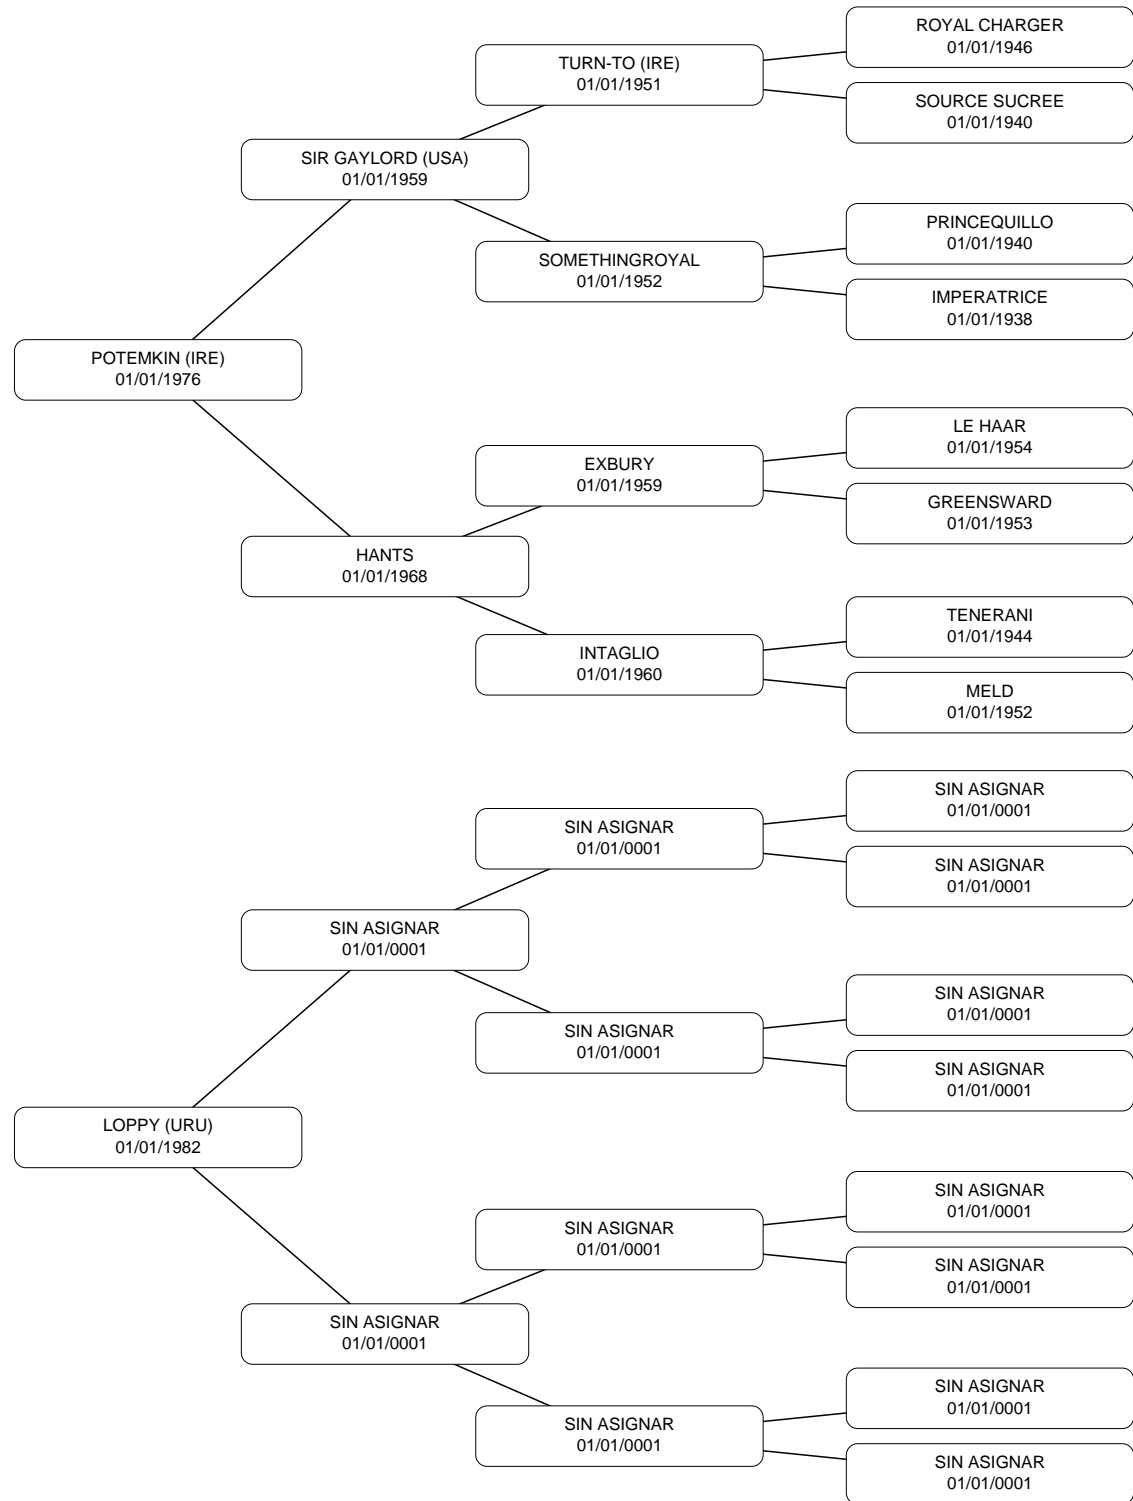 ROYAL CHARGER
01/01/1946
TURN-TO (IRE)
01/01/1951
SOURCE SUCREE
01/01/1940
SIR GAYLORD (USA)
01/01/1959
PRINCEQUILLO
01/01/1940
SOMETHINGROYAL
01/01/1952
IMPERATRICE
01/01/1938
POTEMKIN (IRE)
01/01/1976
LE HAAR
01/01/1954
EXBURY
01/01/1959
GREENSWARD
01/01/1953
HANTS
01/01/1968
TENERANI
01/01/1944
INTAGLIO
01/01/1960
MELD
01/01/1952
SIN ASIGNAR
01/01/0001
SIN ASIGNAR
01/01/0001
SIN ASIGNAR
01/01/0001
SIN ASIGNAR
01/01/0001
SIN ASIGNAR
01/01/0001
SIN ASIGNAR
01/01/0001
SIN ASIGNAR
01/01/0001
LOPPY (URU)
01/01/1982
SIN ASIGNAR
01/01/0001
SIN ASIGNAR
01/01/0001
SIN ASIGNAR
01/01/0001
SIN ASIGNAR
01/01/0001
SIN ASIGNAR
01/01/0001
SIN ASIGNAR
01/01/0001
SIN ASIGNAR
01/01/0001